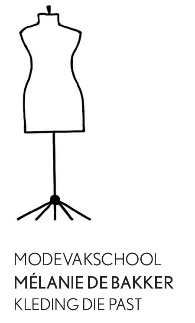 MODEVAKSCHOOL
MÉLANIE DE BAKKER
KLEDING DIE PAST